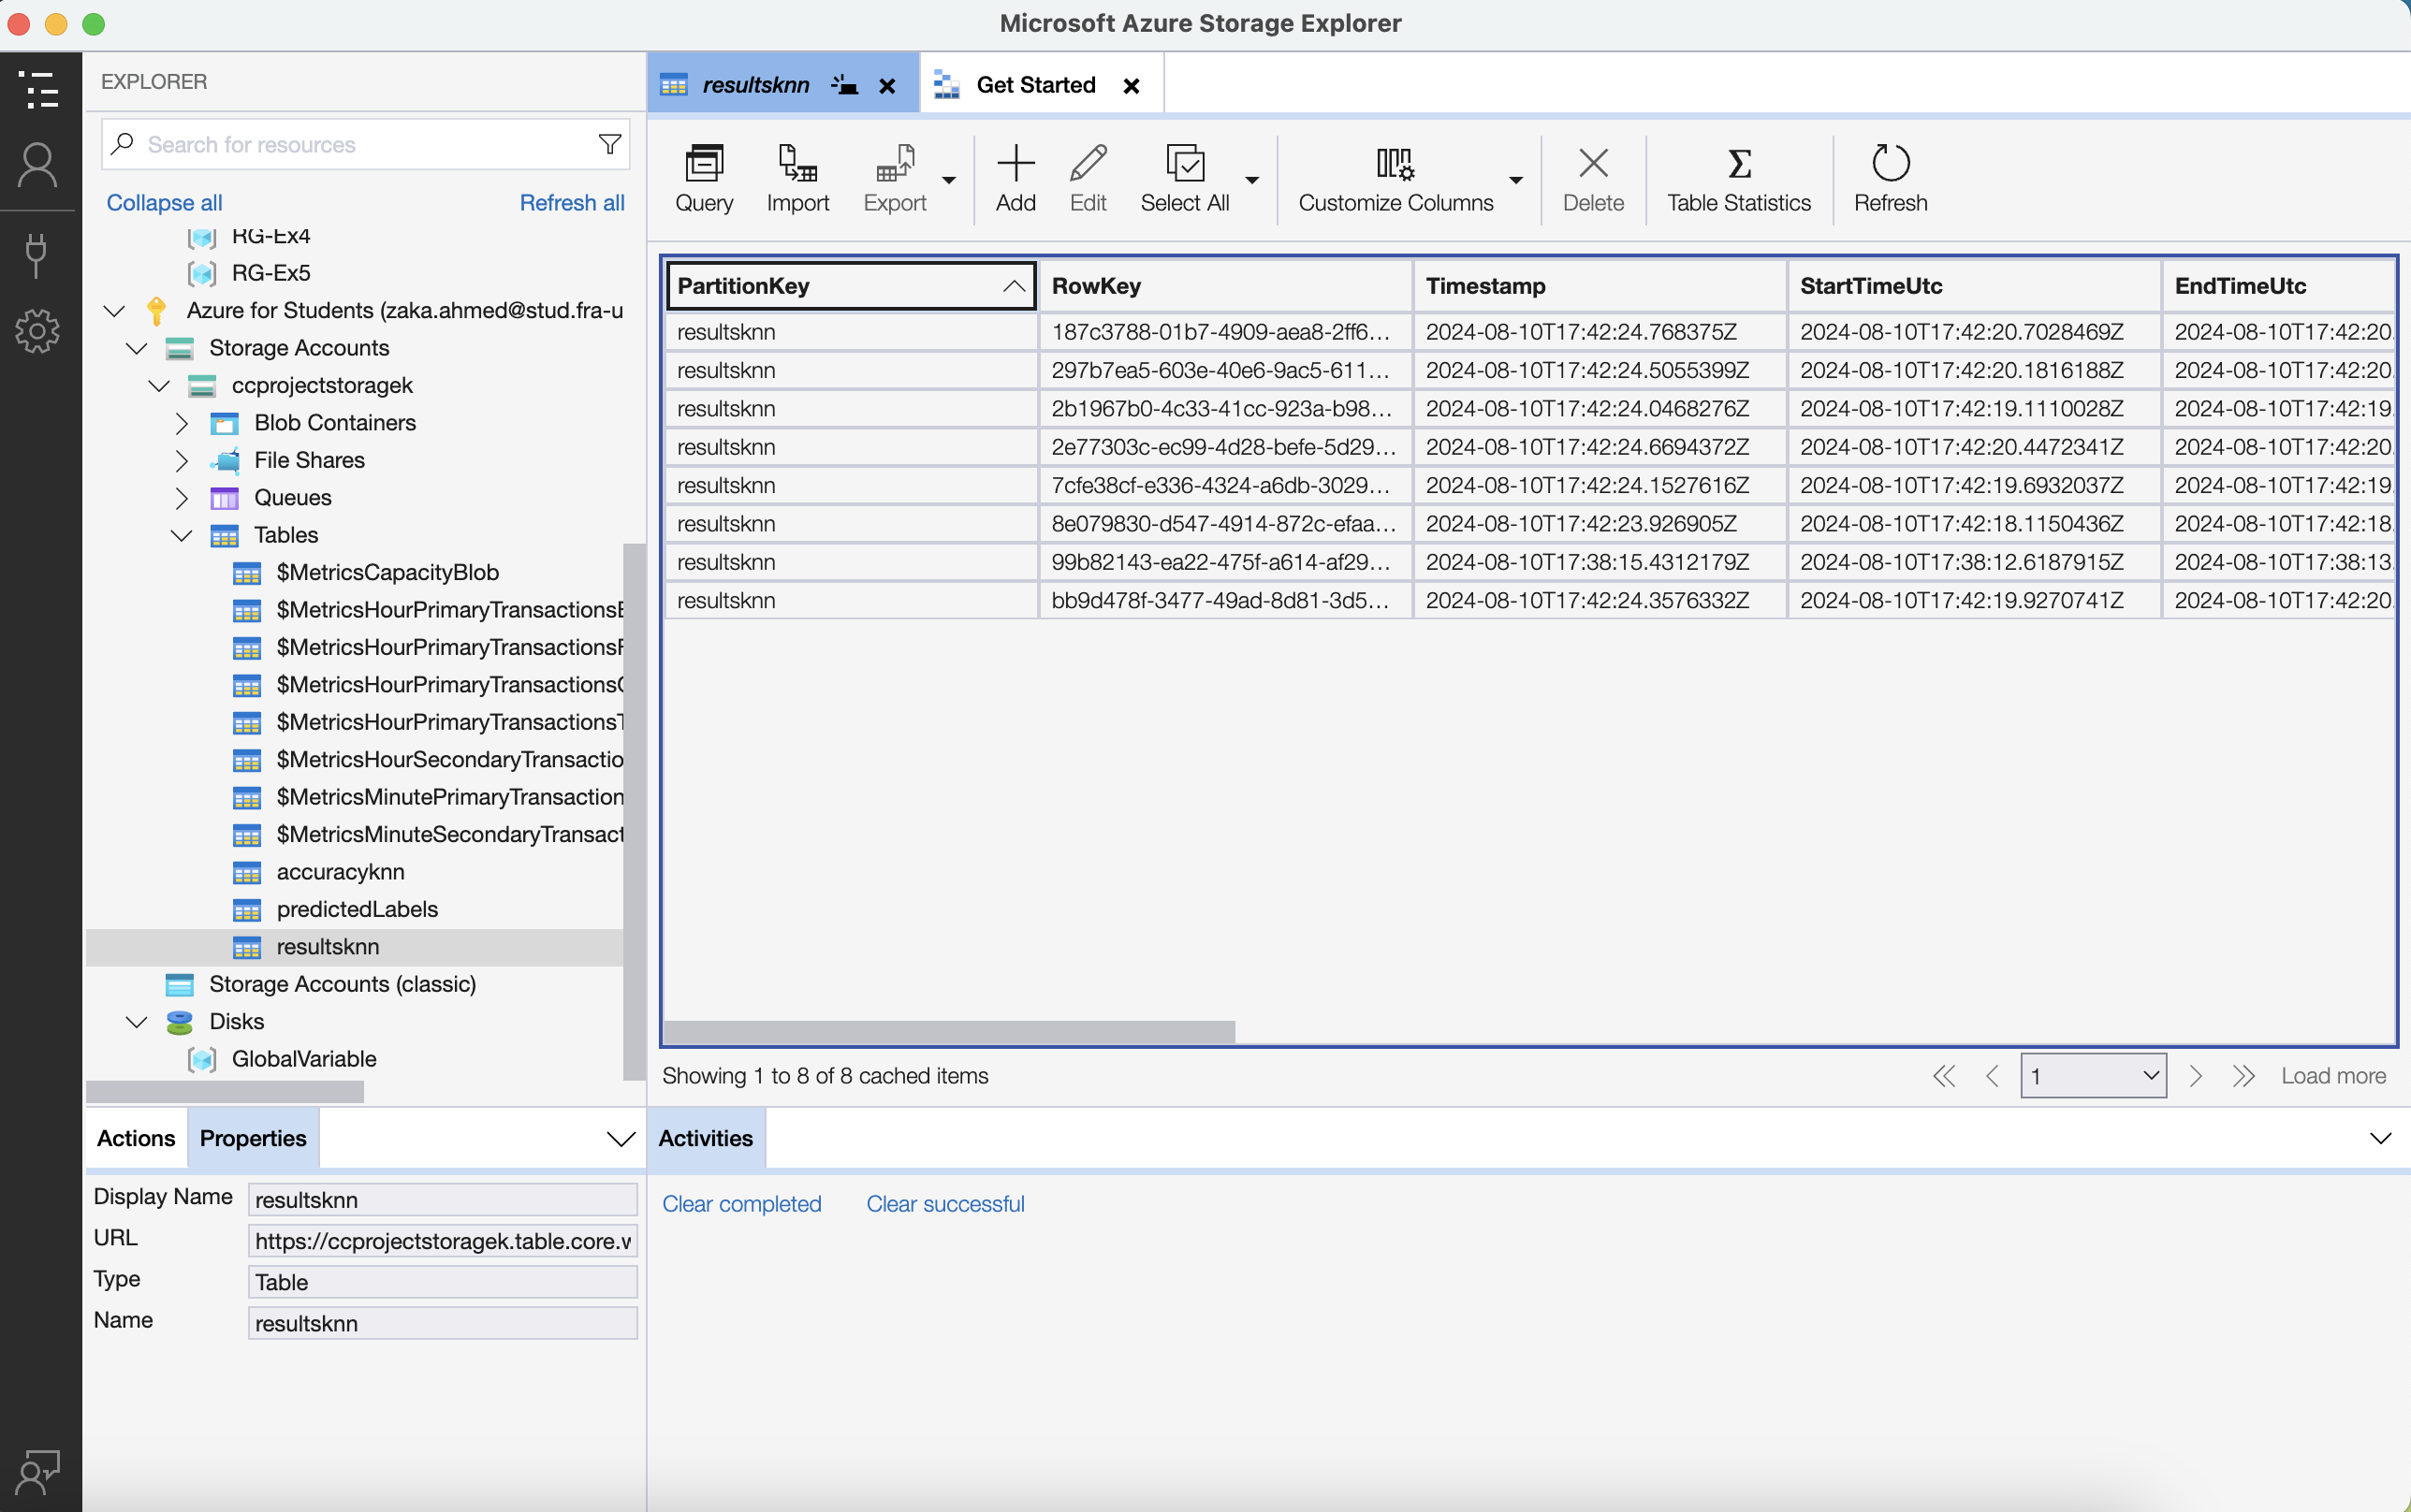 Microsoft Azure Storage Explorer
EXPLORER
Search for resources
Collapse all Refresh all
RG-Ex4
RG-Ex5
Azure for Students (zaka.ahmed@stud.fra-u
Storage Accounts
ccprojectstoragek
Blob Containers
File Shares
Queues
Tables
$MetricsCapacityBlob
$MetricsHourPrimaryTransactionsB
$MetricsHourPrimaryTransactionsF
$MetricsHourPrimaryTransactionsQ
$MetricsHourPrimaryTransactionsT
$MetricsHourSecondaryTransactio
$MetricsMinutePrimaryTransaction
$MetricsMinuteSecondaryTransact
accuracyknn
predictedLabels
resultsknn
Storage Accounts (classic)
Disks
GlobalVariable
Actions Properties
Display Name resultsknn
URL https://ccprojectstoragek.table.core.w
Type Table
Name resultsknn
resultsknn Get Started
Query Import Export Add Edit Select All Customize Columns Delete Table Statistics Refresh
PartitionKey RowKey Timestamp StartTimeUtc EndTimeUtc
resultsknn 187c3788-01b7-4909-aea8-2ff6... 2024-08-10T17:42:24.768375Z 2024-08-10T17:42:20.7028469Z 2024-08-10T17:42:20.
resultsknn 297b7ea5-603e-40e6-9ac5-611... 2024-08-10T17:42:24.5055399Z 2024-08-10T17:42:20.1816188Z 2024-08-10T17:42:20.
resultsknn 2b1967b0-4c33-41cc-923a-b98... 2024-08-10T17:42:24.0468276Z 2024-08-10T17:42:19.1110028Z 2024-08-10T17:42:19.
resultsknn 2e77303c-ec99-4d28-befe-5d29... 2024-08-10T17:42:24.6694372Z 2024-08-10T17:42:20.4472341Z 2024-08-10T17:42:20.
resultsknn 7cfe38cf-e336-4324-a6db-3029... 2024-08-10T17:42:24.1527616Z 2024-08-10T17:42:19.6932037Z 2024-08-10T17:42:19.
resultsknn 8e079830-d547-4914-872c-efaa... 2024-08-10T17:42:23.926905Z 2024-08-10T17:42:18.1150436Z 2024-08-10T17:42:18.
resultsknn 99b82143-ea22-475f-a614-af29... 2024-08-10T17:38:15.4312179Z 2024-08-10T17:38:12.6187915Z 2024-08-10T17:38:13.
resultsknn bb9d478f-3477-49ad-8d81-3d5... 2024-08-10T17:42:24.3576332Z 2024-08-10T17:42:19.9270741Z 2024-08-10T17:42:20.
Showing 1 to 8 of 8 cached items 1 Load more
Activities
Clear completed Clear successful